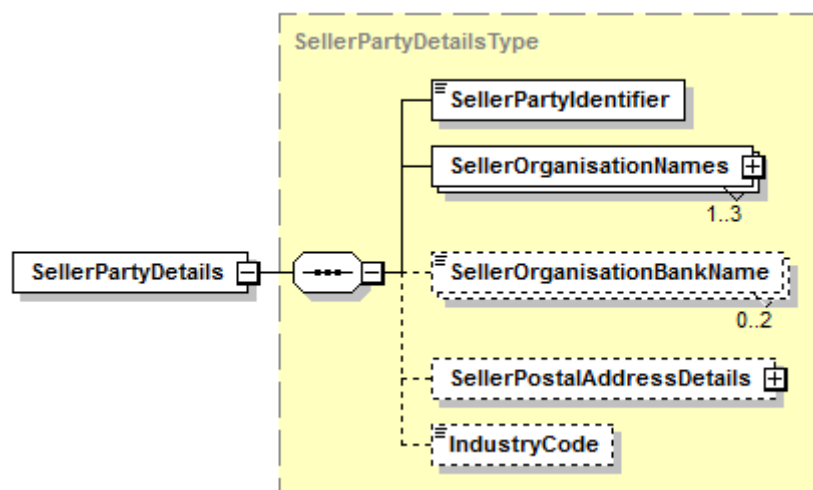 SellerPartyDetailsType
SellerPartyIdentifier
SellerOrganisationNames
1..3
SellerPartyDetails
SellerOrganisationBankName
0..2
SellerPostalAddressDetails
IndustryCode